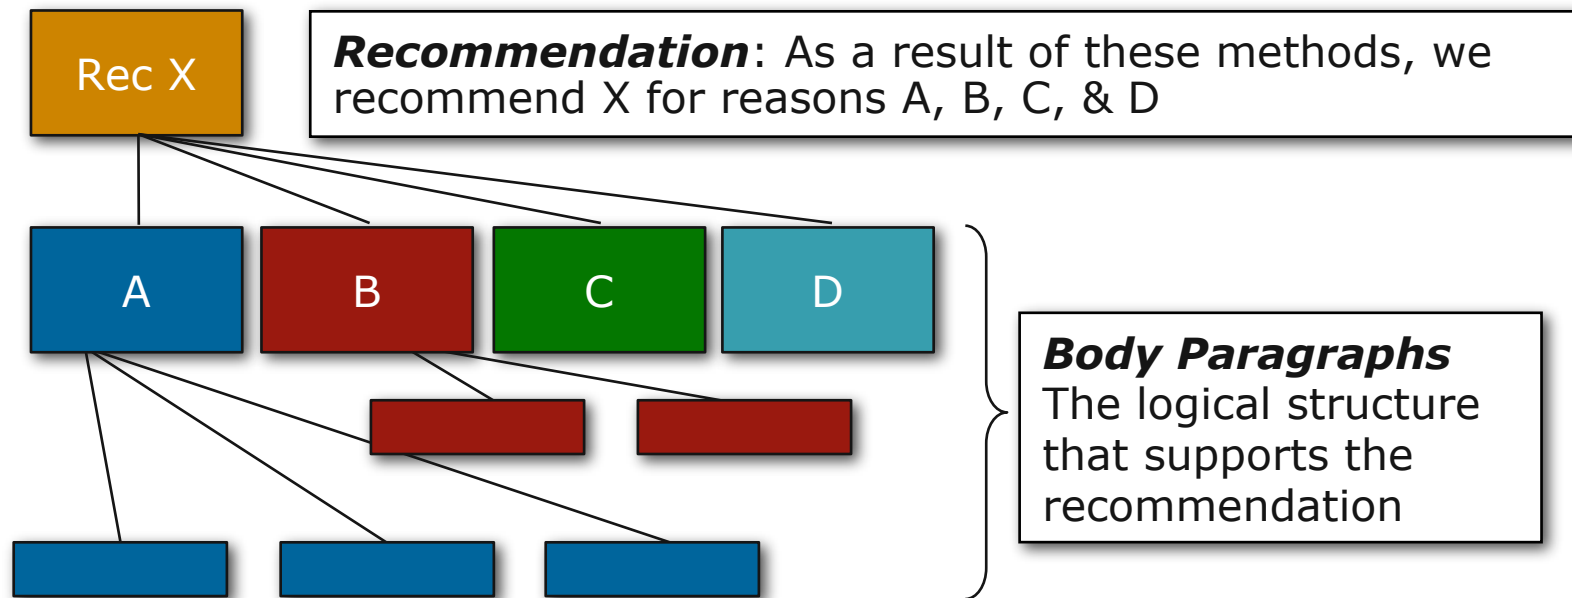 Rec X
Recommendation: As a result of these methods, we
recommend X for reasons A, B, C, & D
A
B
C
D
Body Paragraphs
The logical structure
that supports the
recommendation